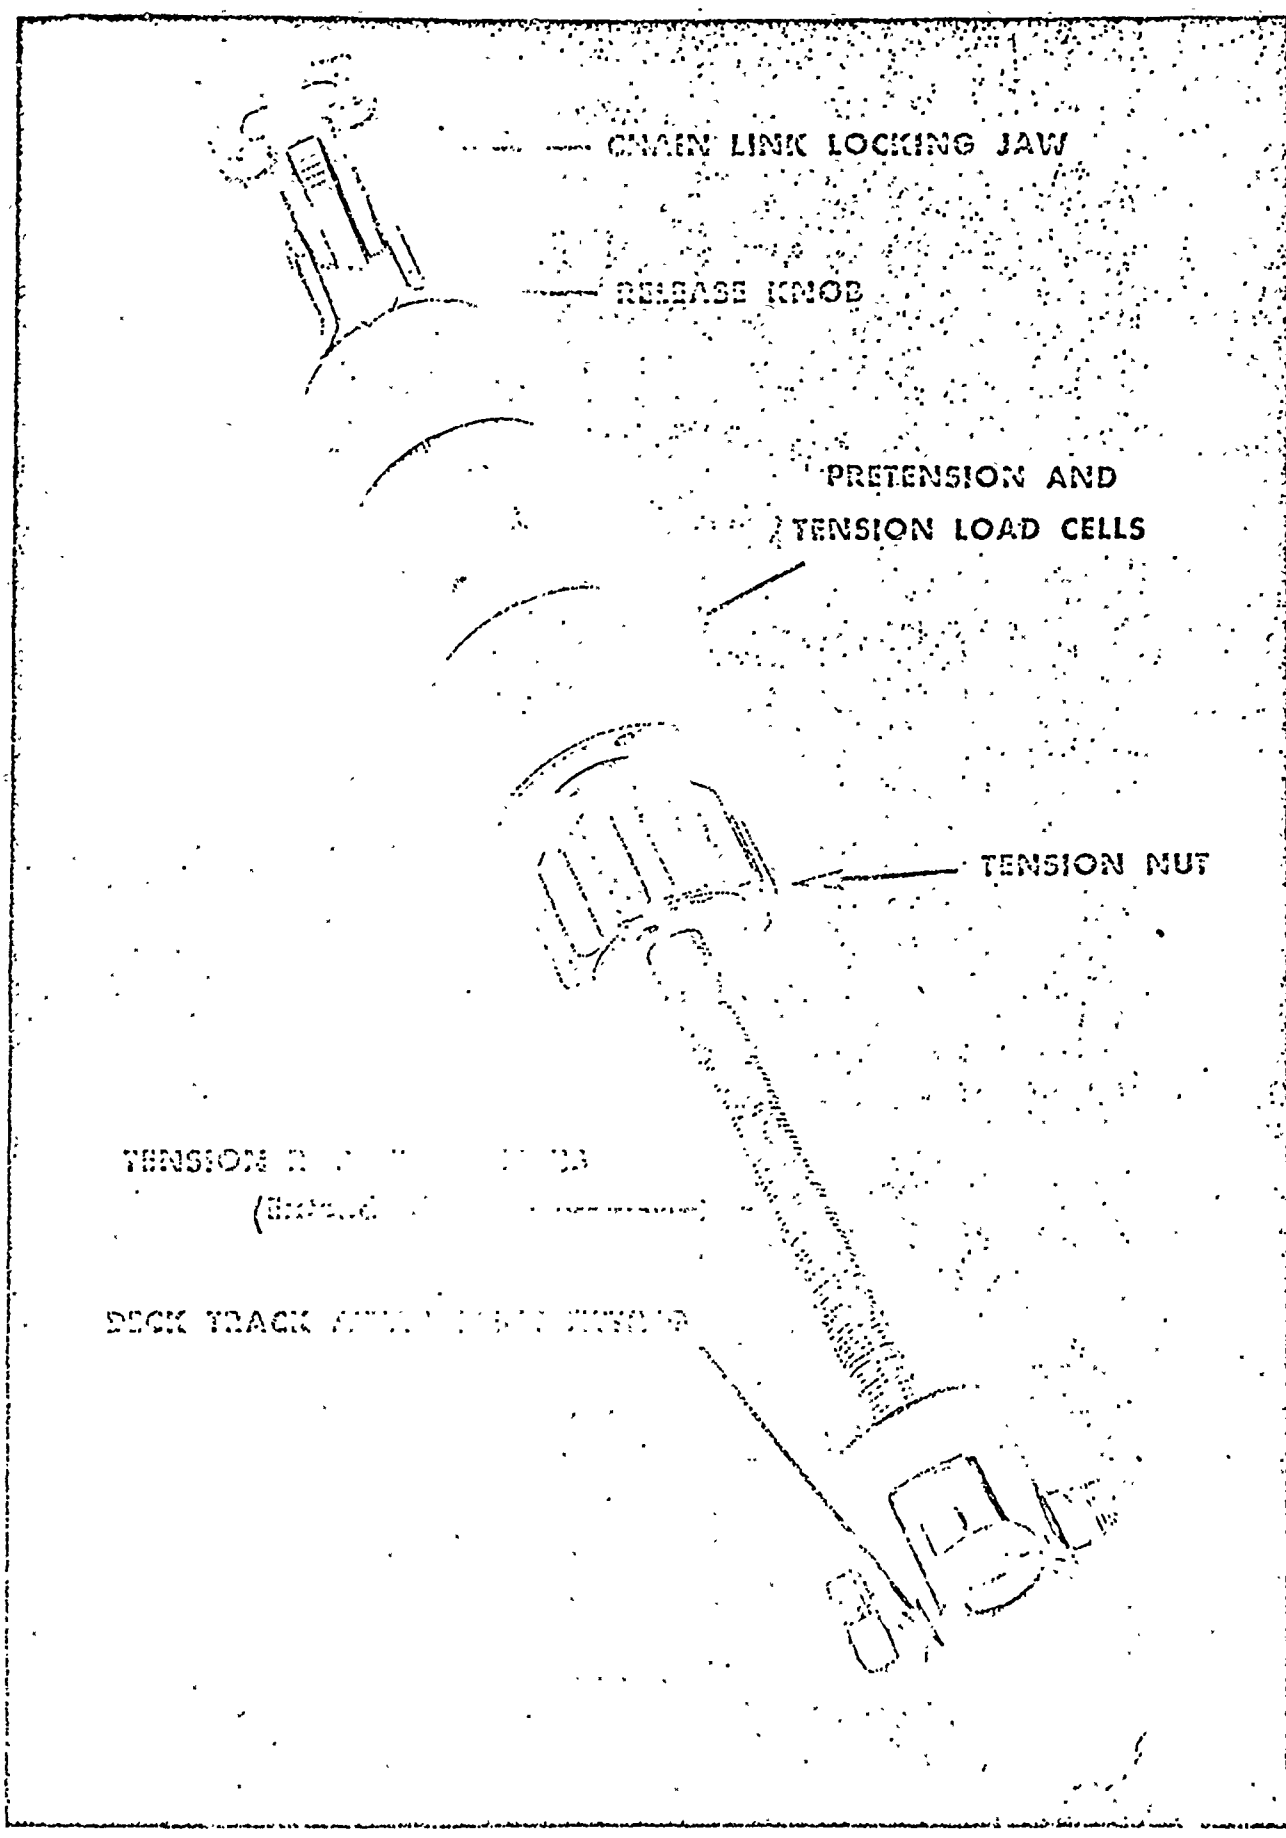 CHAIN LINK LOCKING JAW
RELEASE KNOB
PRETENSION AND
TENSION LOAD CELLS
TENSION NUT
TENSION
DECK TRACK